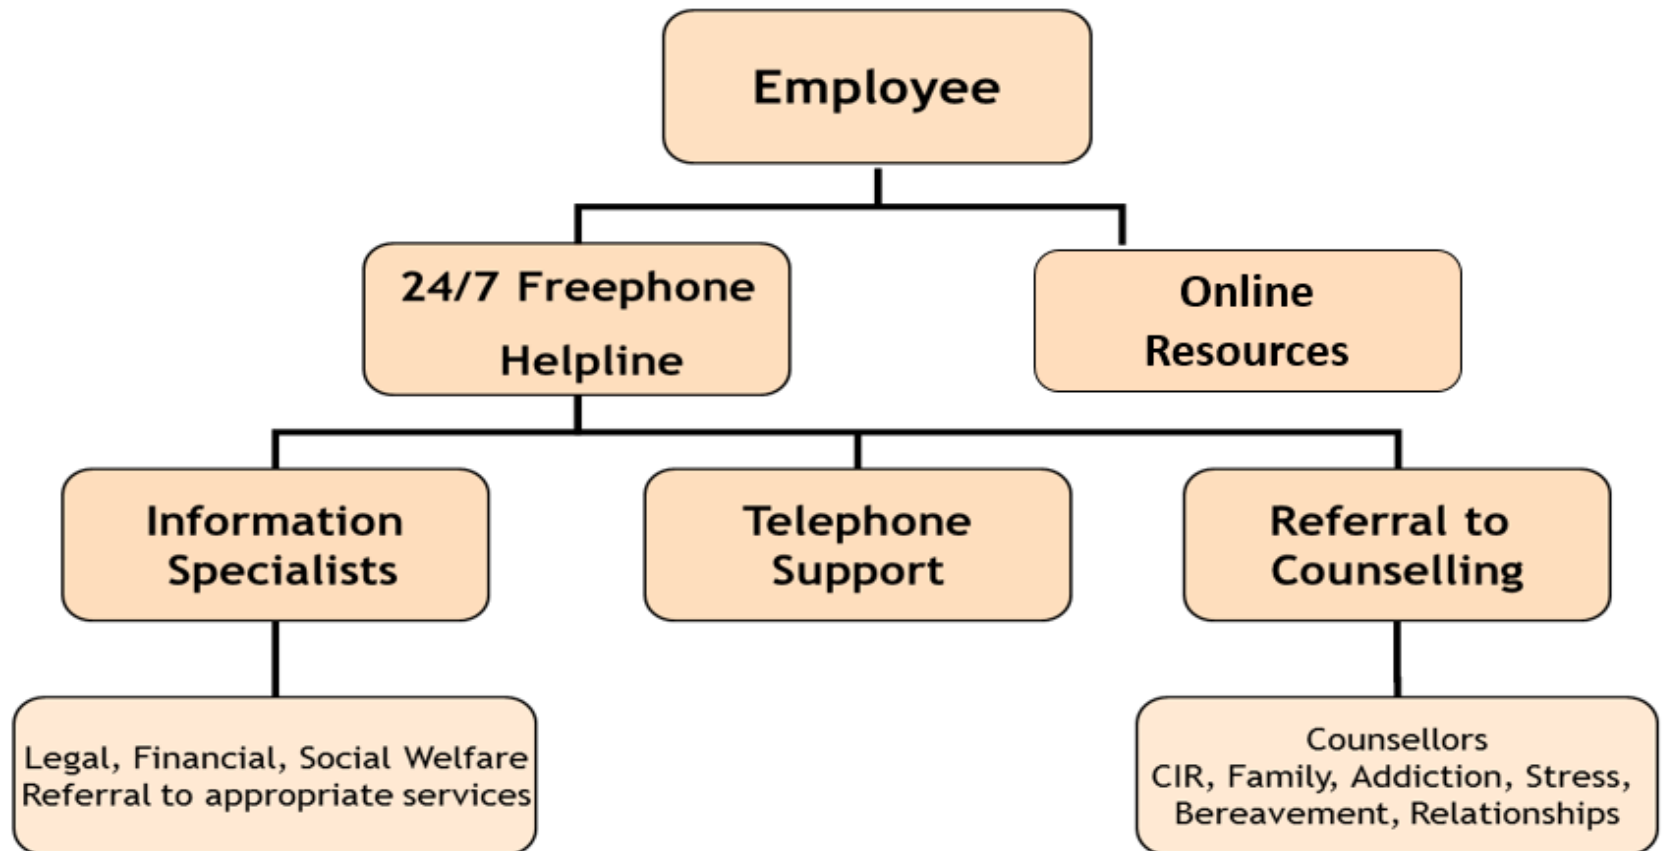 Employee
24/7 Freephone
Helpline
Online
Resources
Information
Specialists
Telephone
Support
Referral to
Counselling
Legal, Financial, Social Welfare
Referral to appropriate services
Counsellors
CIR, Family, Addiction, Stress,
Bereavement, Relationships